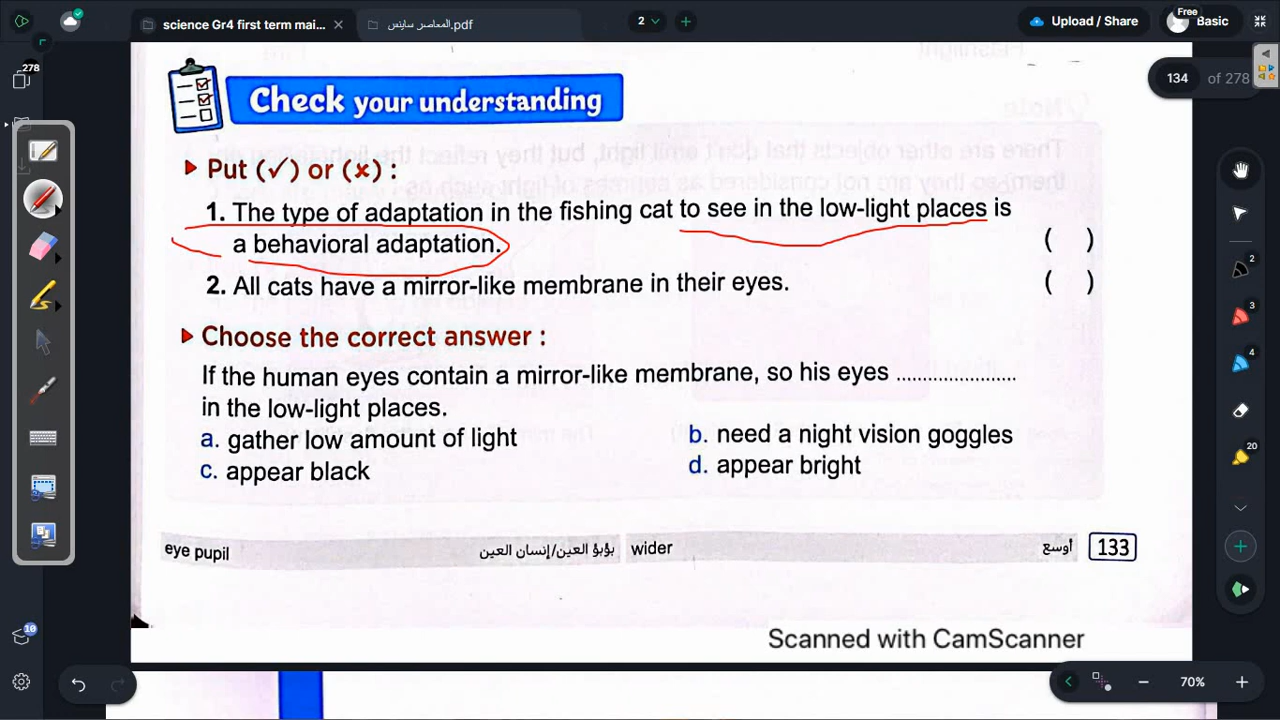 science Gr4 first term mai...
المعاصر ساينس.pdf
2
Upload / Share
Free
Basic
278
134 of 278
Check your understanding
Put (✓) or (x) :
1. The type of adaptation in the fishing cat to see in the low-light places is
a behavioral adaptation. ( )
2. All cats have a mirror-like membrane in their eyes. ( )
Choose the correct answer :
If the human eyes contain a mirror-like membrane, so his eyes ........................
in the low-light places.
a. gather low amount of light
b. need a night vision goggles
c. appear black
d. appear bright
eye pupil بؤبؤ العين/إنسان العين wider أوسع 133
Scanned with CamScanner
2
3
4
20
10
70%